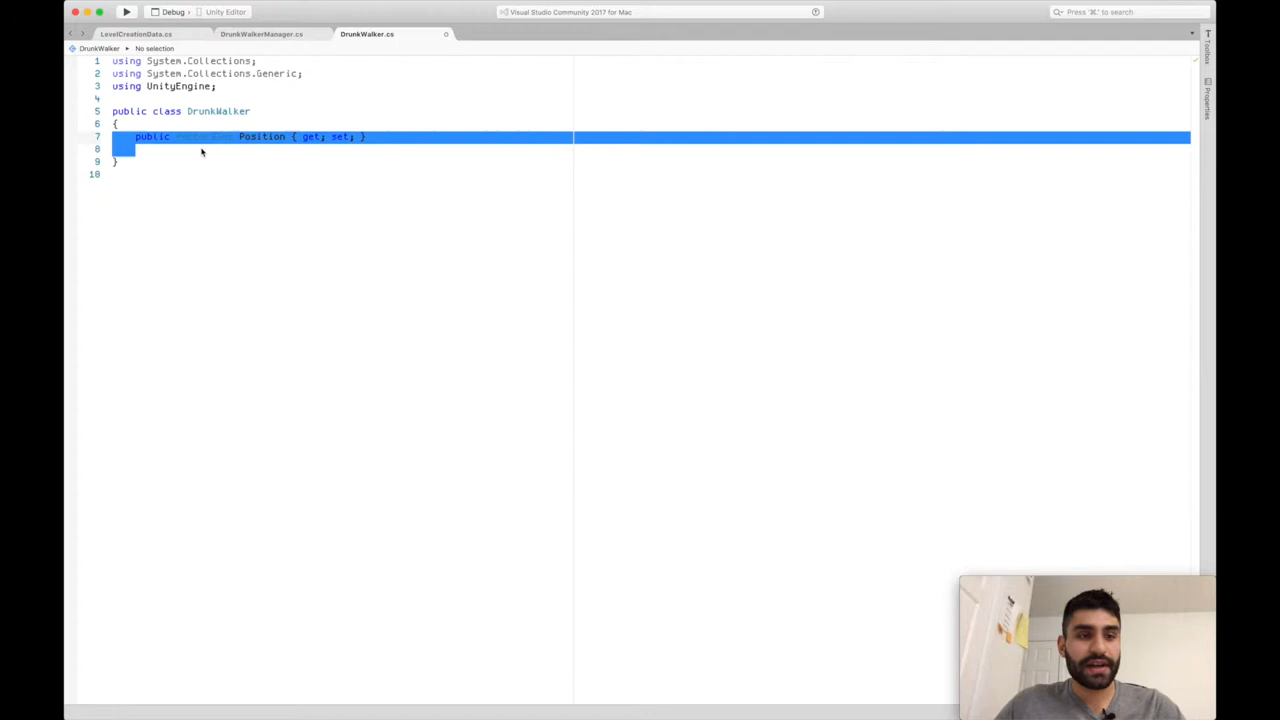 Debug › Unity Editor
Visual Studio Community 2017 for Mac
Press '⌘.' to search
LevelCreationData.cs DrunkWalkerManager.cs DrunkWalker.cs
DrunkWalker No selection
1 using System.Collections;
2 using System.Collections.Generic;
3 using UnityEngine;
4
5 public class DrunkWalker
6 {
7 public Position { get; set; }
8
9 }
10
Toolbox
Properties